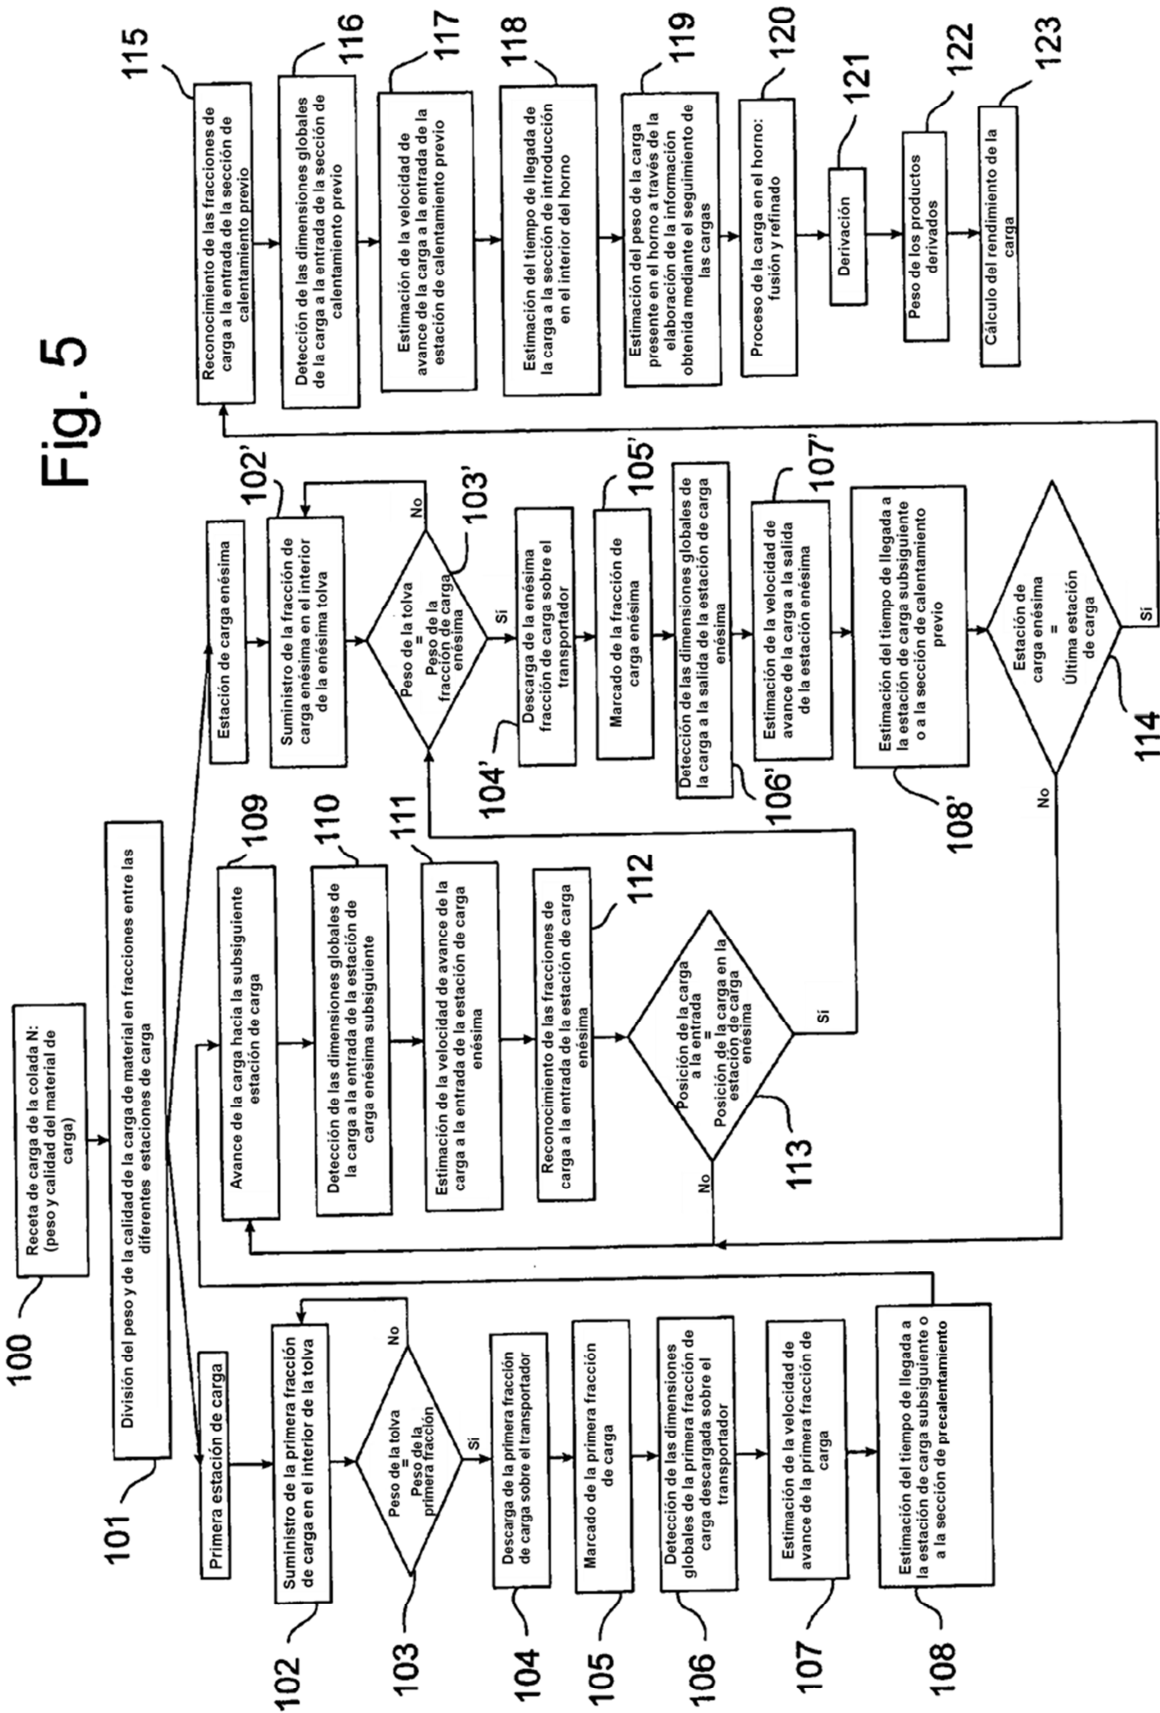 Fig. 5
100
Receta de carga de la colada N:
(peso y calidad del material de
carga)
101
División del peso y de la calidad de la carga de material en fracciones entre las
diferentes estaciones de carga
Primera estación de carga
102
Suministro de la primera fracción
de carga en el interior de la tolva
103
Peso de la tolva
=
Peso de la
primera fracción
No
Sí
104
Descarga de la primera fracción
de carga sobre el transportador
105
Marcado de la primera fracción
de carga
106
Detección de las dimensiones
globales de la primera fracción de
carga descargada sobre el
transportador
107
Estimación de la velocidad de
avance de la primera fracción de
carga
108
Estimación del tiempo de llegada a
la estación de carga subsiguiente o
a la sección de precalentamiento
109
Avance de la carga hacia la subsiguiente
estación de carga
110
Detección de las dimensiones globales de
la carga a la entrada de la estación de
carga enésima subsiguiente
111
Estimación de la velocidad de avance de la
carga a la entrada de la estación de carga
enésima
112
Reconocimiento de las fracciones de
carga a la entrada de la estación de carga
enésima
113
Posición de la carga
a la entrada
=
Posición de la carga en la
estación de carga
enésima
No
Sí
Estación de carga enésima
102'
Suministro de la fracción de
carga enésima en el interior
de la enésima tolva
103'
Peso de la tolva
=
Peso de la
fracción de carga
enésima
No
Sí
104'
Descarga de la enésima
fracción de carga sobre el
transportador
105'
Marcado de la fracción de
carga enésima
106'
Detección de las dimensiones globales de
la carga a la salida de la estación de carga
enésima
107'
Estimación de la velocidad de
avance de la carga a la salida
de la estación enésima
108'
Estimación del tiempo de llegada a
la estación de carga subsiguiente
o a la sección de calentamiento
previo
114
Estación de
carga enésima
=
Última estación
de carga
No
Sí
115
Reconocimiento de las fracciones de
carga a la entrada de la sección de
calentamiento previo
116
Detección de las dimensiones globales
de la carga a la entrada de la sección de
calentamiento previo
117
Estimación de la velocidad de
avance de la carga a la entrada de la
estación de calentamiento previo
118
Estimación del tiempo de llegada de
la carga a la sección de introducción
en el interior del horno
119
Estimación del peso de la carga
presente en el horno a través de la
elaboración de la información
obtenida mediante el seguimiento de
las cargas
120
Proceso de la carga en el horno:
fusión y refinado
121
Derivación
122
Peso de los productos
derivados
123
Cálculo del rendimiento de la
carga